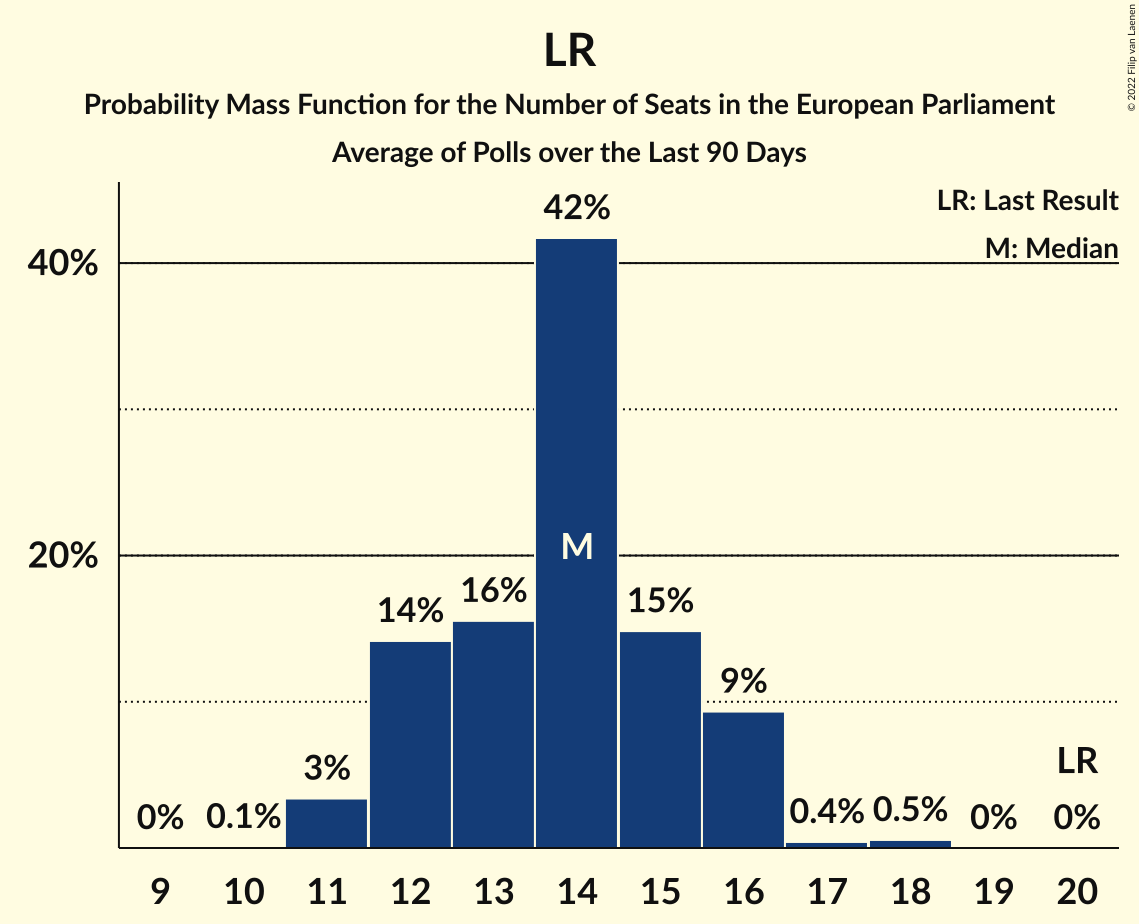 LR
Probability Mass Function for the Number of Seats in the European Parliament
Average of Polls over the Last 90 Days
© 2022 Filip van Laenen
LR: Last Result
M: Median
40%
20%
0%
0.1%
3%
14%
16%
42%
M
15%
9%
0.4%
0.5%
0%
LR
0%
9 10 11 12 13 14 15 16 17 18 19 20